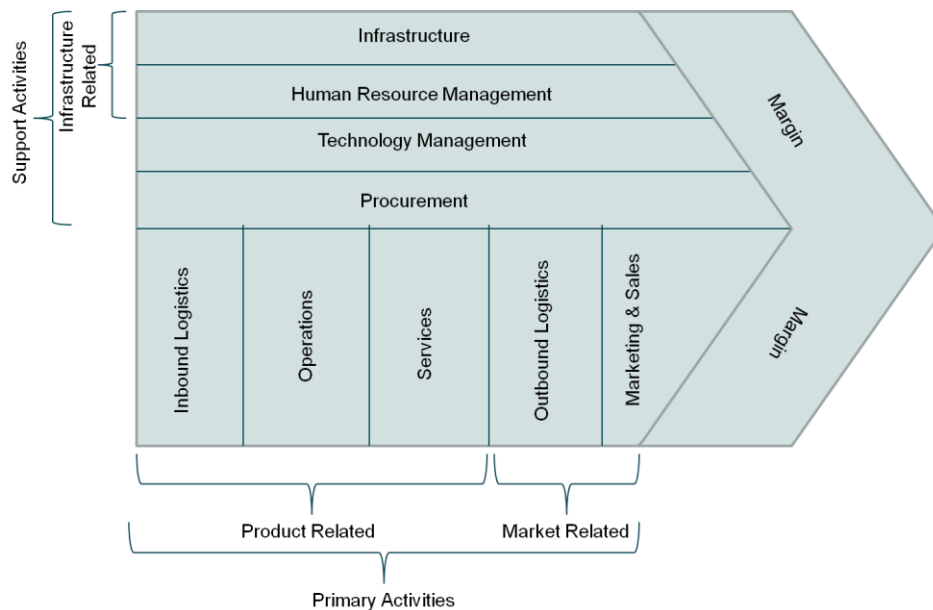 Support Activities
Infrastructure
Related
Infrastructure
Human Resource Management
Technology Management
Procurement
Margin
Margin
Inbound Logistics
Operations
Services
Outbound Logistics
Marketing & Sales
Product Related
Market Related
Primary Activities